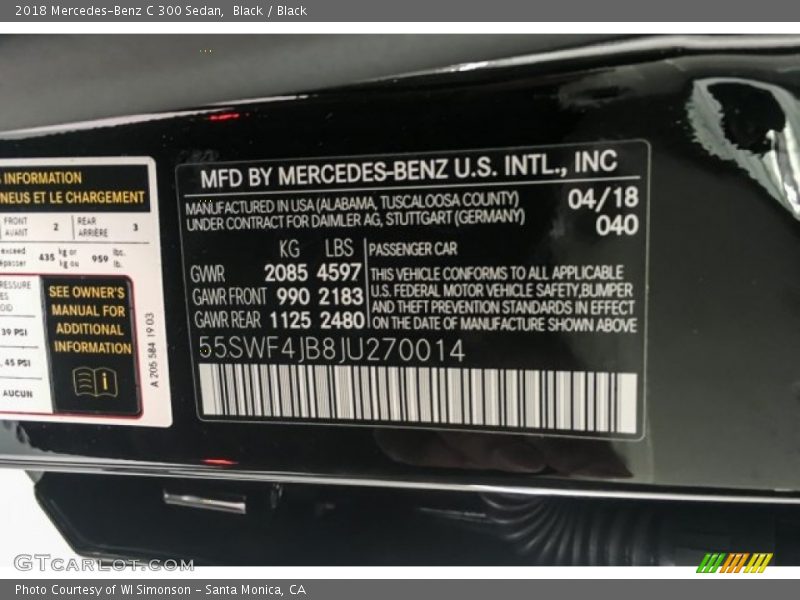 2018 Mercedes-Benz C 300 Sedan, Black / Black
INFORMATION
NEUS ET LE CHARGEMENT
FRONT AVANT 2 REAR ARRIÈRE 3
exceed 435 kg or 959 lbs.
kg ou lb.
39 PSI
45 PSI
AUCUN
SEE OWNER'S
MANUAL FOR
ADDITIONAL
INFORMATION
A 205 584 19 03
MFD BY MERCEDES-BENZ U.S. INTL., INC
MANUFACTURED IN USA (ALABAMA, TUSCALOOSA COUNTY) 04/18
UNDER CONTRACT FOR DAIMLER AG, STUTTGART (GERMANY) 040
KG LBS PASSENGER CAR
GWR 2085 4597
GAWR FRONT 990 2183
GAWR REAR 1125 2480
THIS VEHICLE CONFORMS TO ALL APPLICABLE
U.S. FEDERAL MOTOR VEHICLE SAFETY,BUMPER
AND THEFT PREVENTION STANDARDS IN EFFECT
ON THE DATE OF MANUFACTURE SHOWN ABOVE
55SWF4JB8JU270014
GTCARLOT.COM
Photo Courtesy of WI Simonson - Santa Monica, CA